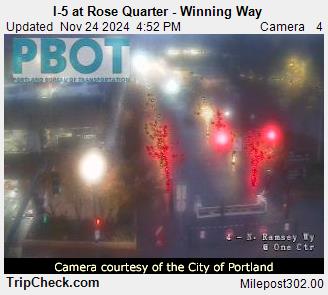 I-5 at Rose Quarter - Winning Way
Updated Nov 24 2024 4:52 PM Camera 4
PBOT
PORTLAND BUREAU OF TRANSPORTATION
4 - N. Ramsey Wy
@ One Ctr
Camera courtesy of the City of Portland
TripCheck.com Milepost302.00